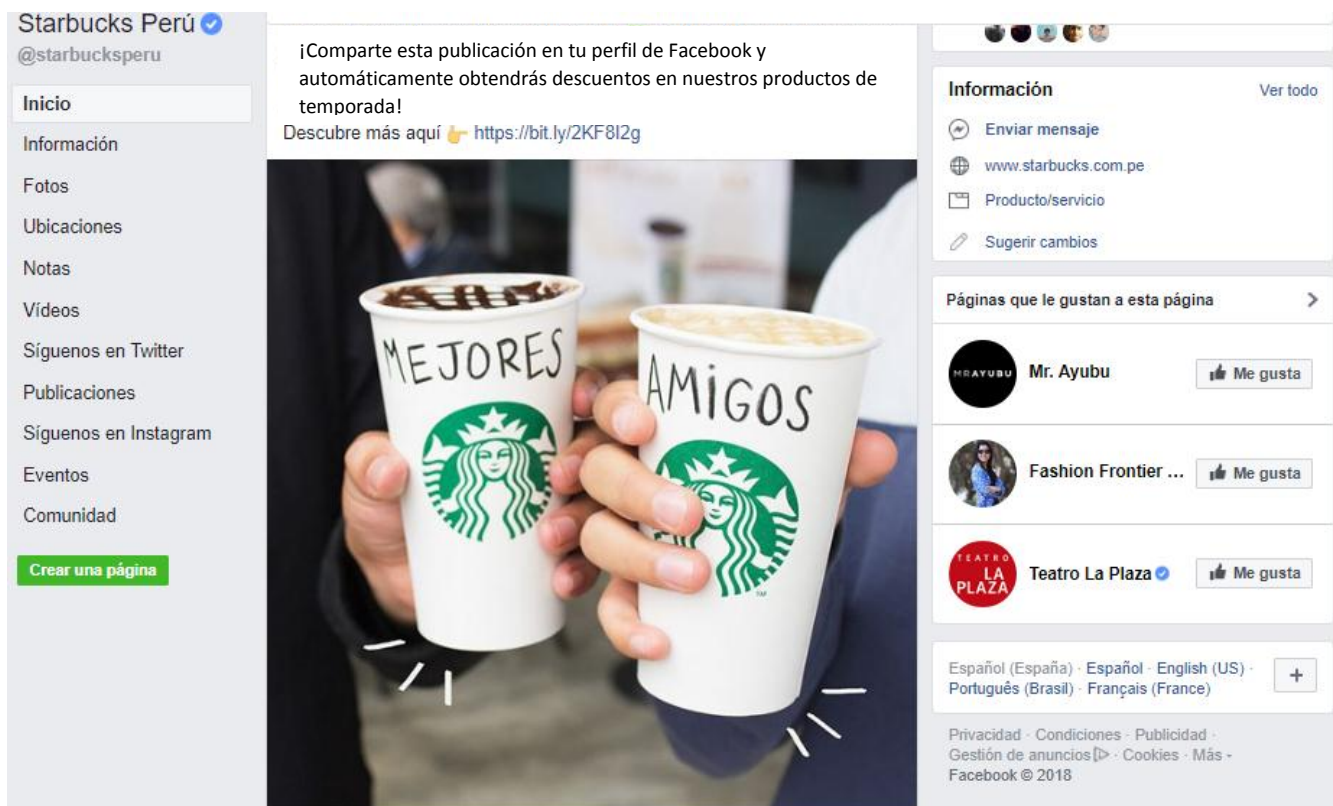 Starbucks Perú
@starbucksperu
Inicio
Información
Fotos
Ubicaciones
Notas
Vídeos
Síguenos en Twitter
Publicaciones
Síguenos en Instagram
Eventos
Comunidad
Crear una página
¡Comparte esta publicación en tu perfil de Facebook y
automáticamente obtendrás descuentos en nuestros productos de
temporada!
Descubre más aquí 👉 https://bit.ly/2KF8I2g
MEJORES
AMIGOS
TM
Información
Ver todo
Enviar mensaje
www.starbucks.com.pe
Producto/servicio
Sugerir cambios
Páginas que le gustan a esta página
MRAYUBU
Mr. Ayubu
Me gusta
Fashion Frontier ...
Me gusta
TEATRO
LA
PLAZA
Teatro La Plaza
Me gusta
Español (España) · Español · English (US) ·
Português (Brasil) · Français (France)
+
Privacidad · Condiciones · Publicidad ·
Gestión de anuncios · Cookies · Más
Facebook © 2018